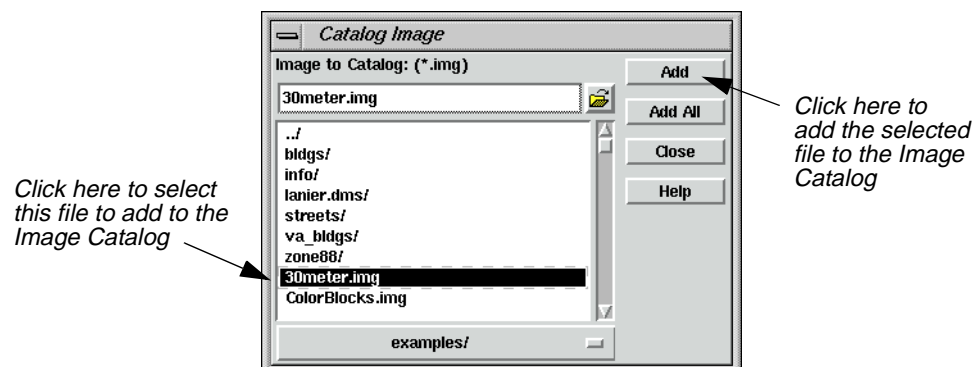 Catalog Image
Image to Catalog: (*.img)
30meter.img
../
bldgs/
info/
lanier.dms/
streets/
va_bldgs/
zone88/
30meter.img
ColorBlocks.img
examples/
Add
Add All
Close
Help
Click here to select
this file to add to the
Image Catalog
Click here to
add the selected
file to the Image
Catalog